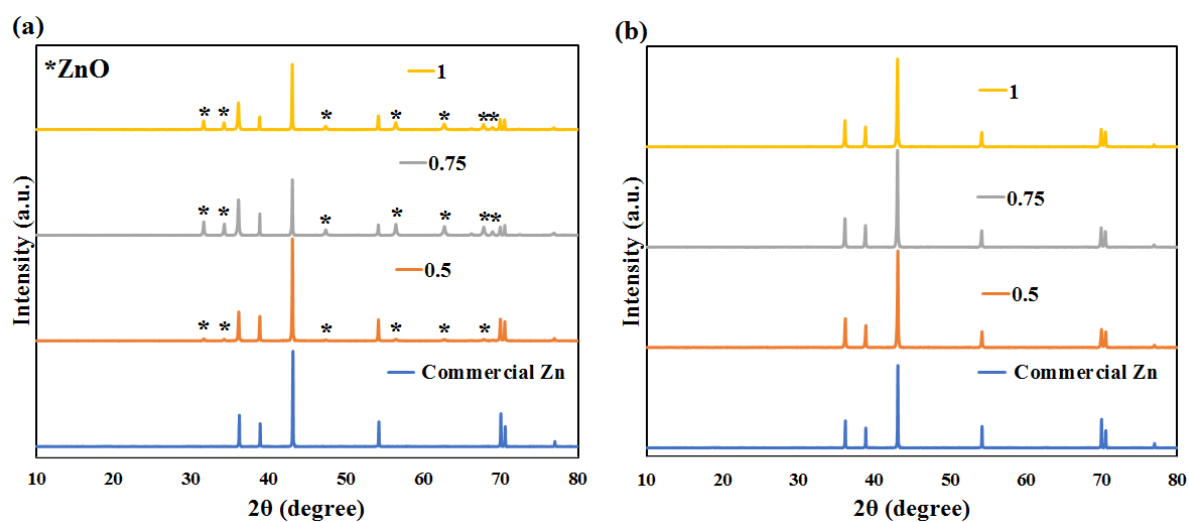 (a)
*ZnO
1
* * * * * **
0.75
* * * * * **
0.5
* * * * * *
Commercial Zn
Intensity (a.u.)
10 20 30 40 50 60 70 80
2θ (degree)
(b)
1
0.75
0.5
Commercial Zn
Intensity (a.u.)
10 20 30 40 50 60 70 80
2θ (degree)